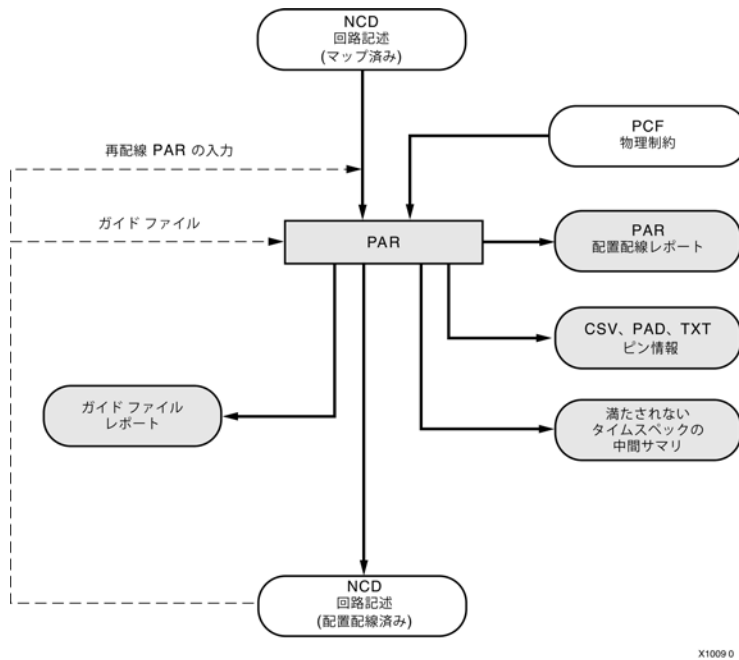 NCD
回路記述
(マップ済み)
PCF
物理制約
再配線 PAR の入力
ガイド ファイル
PAR
PAR
配置配線レポート
CSV、PAD、TXT
ピン情報
ガイド ファイル
レポート
満たされない
タイムスペックの
中間サマリ
NCD
回路記述
(配置配線済み)
X1009 0